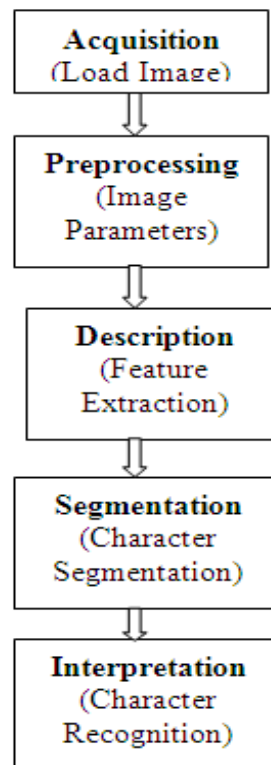 Acquisition
(Load Image)
Preprocessing
(Image
Parameters)
Description
(Feature
Extraction)
Segmentation
(Character
Segmentation)
Interpretation
(Character
Recognition)